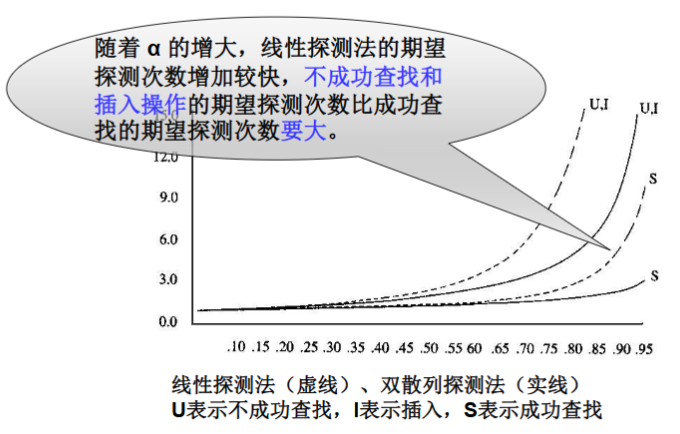 随着 α 的增大，线性探测法的期望
探测次数增加较快，不成功查找和
插入操作的期望探测次数比成功查
找的期望探测次数要大。
U,I
U,I
12.0
S
9.0
6.0
3.0
S
0.0
.10 .15 .20 .25 .30 .35 .40 .45 .50 .55 60 .65 .70 .75 .80 .85 .90 .95
线性探测法（虚线）、双散列探测法（实线）
U表示不成功查找，I表示插入，S表示成功查找